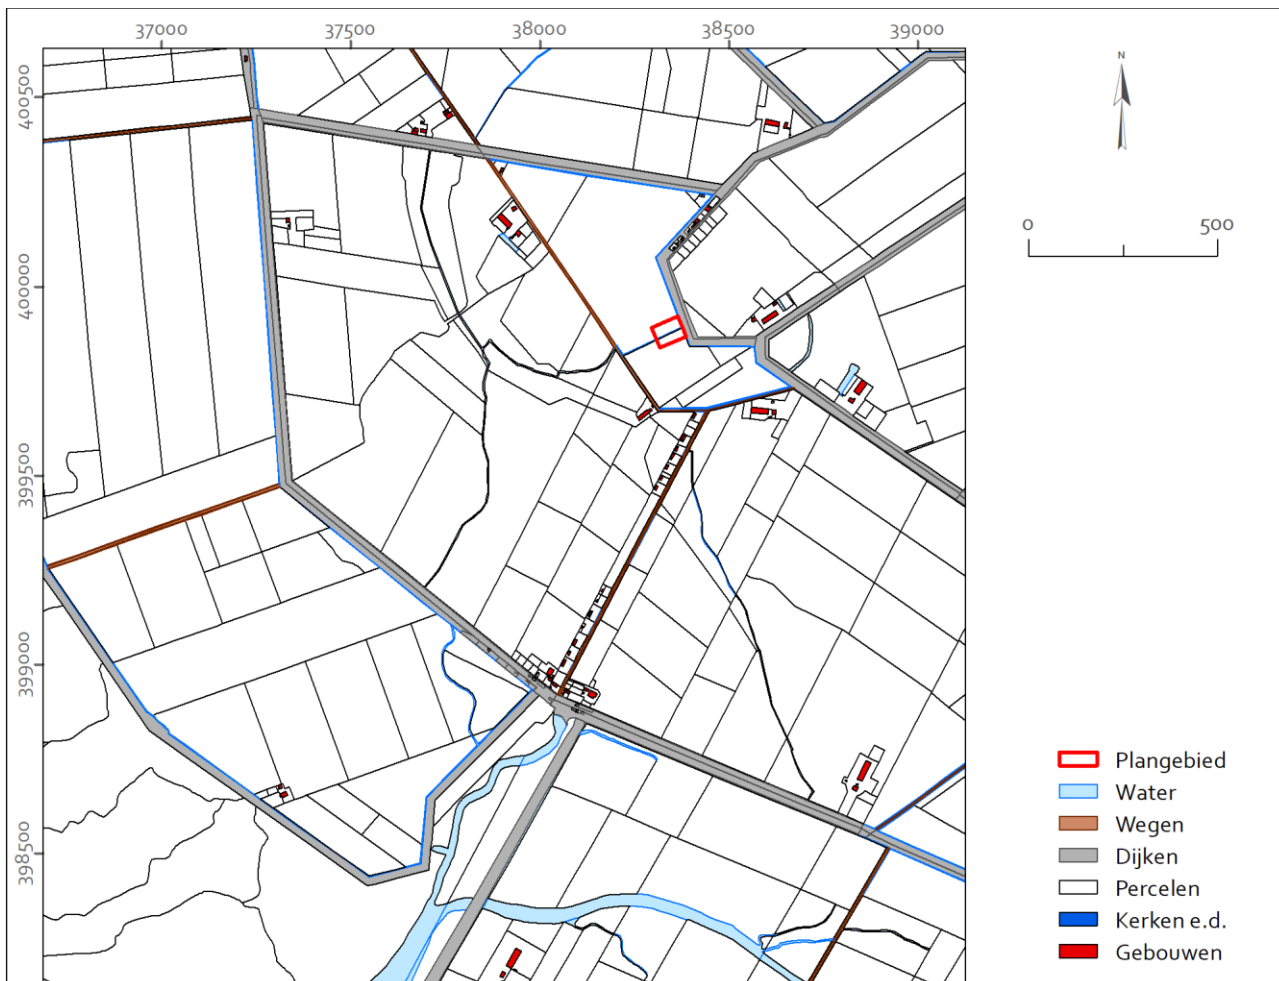 37000 37500 38000 38500 39000
400500
400000
399500
399000
398500
N
0 500
Plangebied
Water
Wegen
Dijken
Percelen
Kerken e.d.
Gebouwen